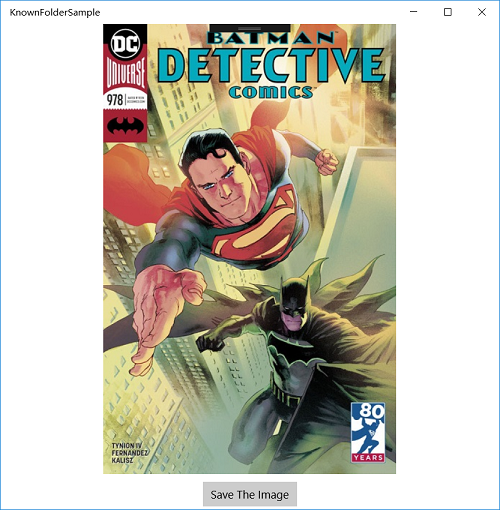 KnownFolderSample
BATMAN
DETECTIVE
COMICS
DC
UNIVERSE
978
80
YEARS
TYNION IV
FERNANDEZ
KALISZ
Save The Image